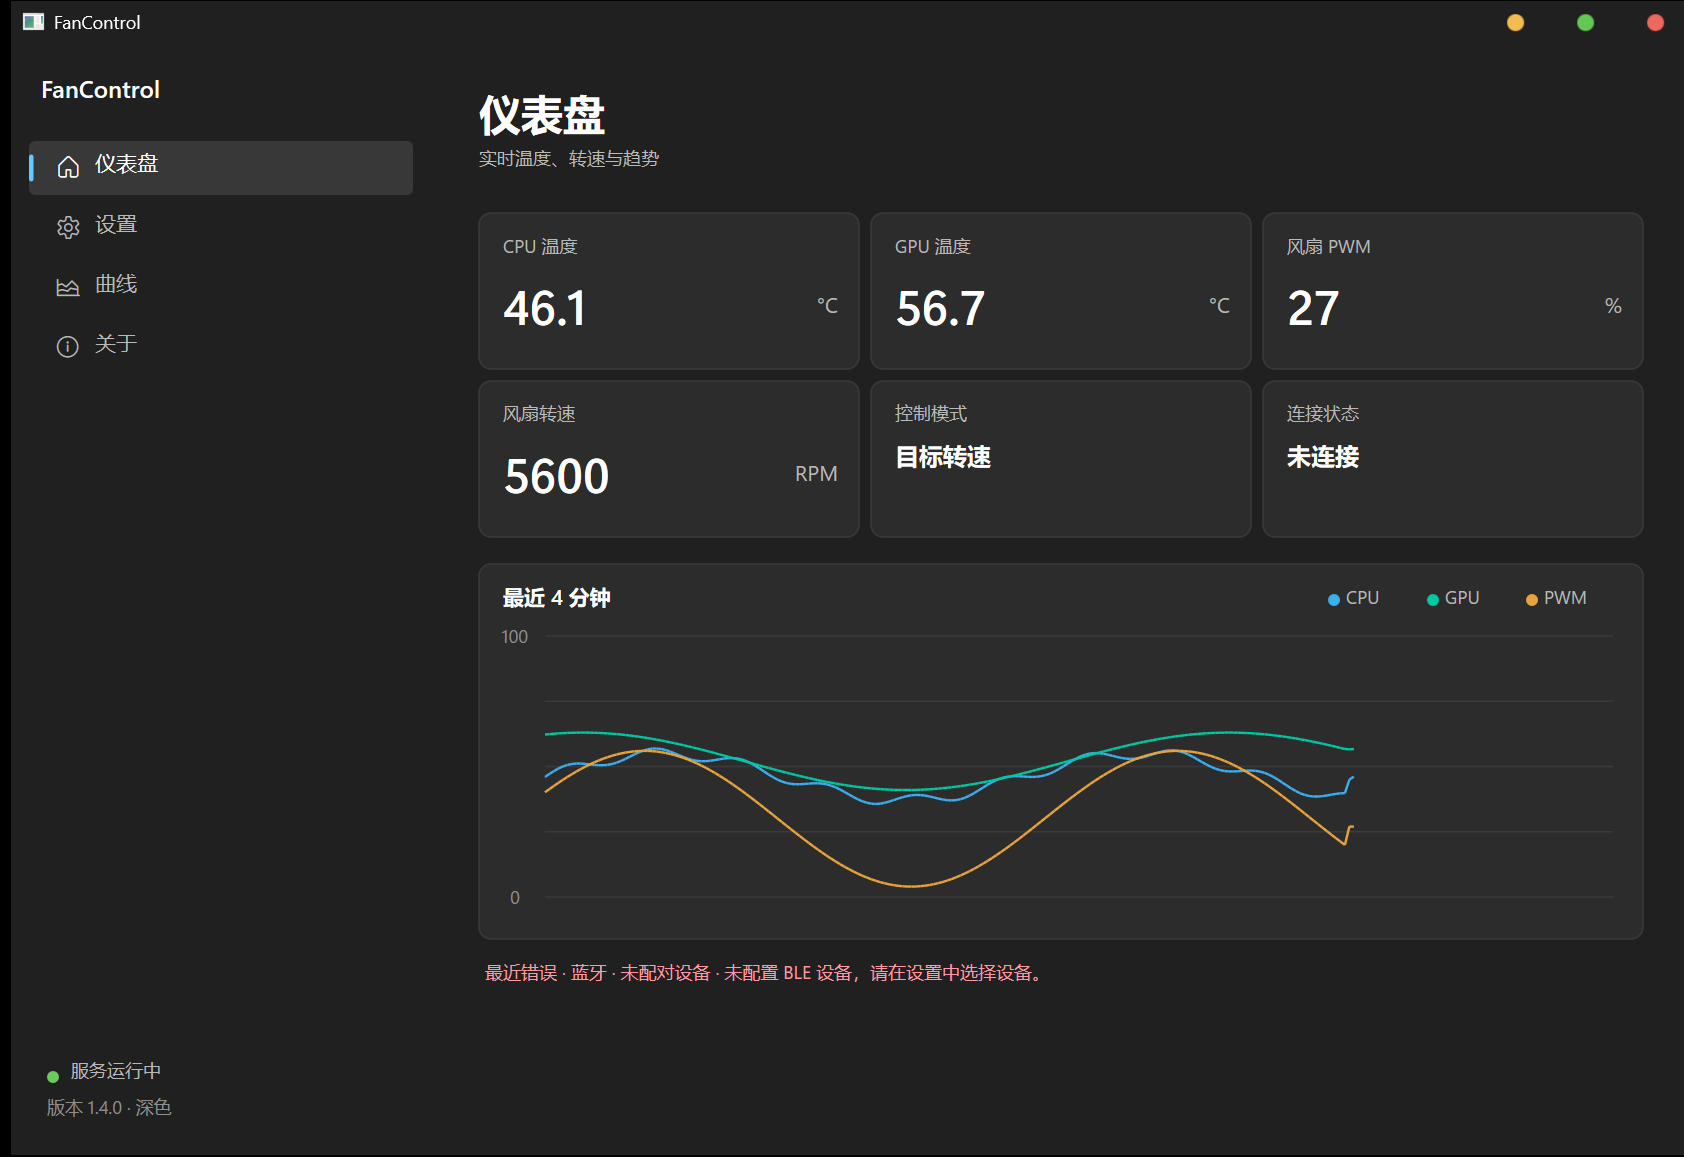 FanControl
FanControl
仪表盘
设置
曲线
关于
服务运行中
版本 1.4.0 · 深色
仪表盘
实时温度、转速与趋势
CPU 温度
46.1 °C
GPU 温度
56.7 °C
风扇 PWM
27 %
风扇转速
5600 RPM
控制模式
目标转速
连接状态
未连接
最近 4 分钟
CPU GPU PWM
100
0
最近错误 · 蓝牙 · 未配对设备 · 未配置 BLE 设备，请在设置中选择设备。